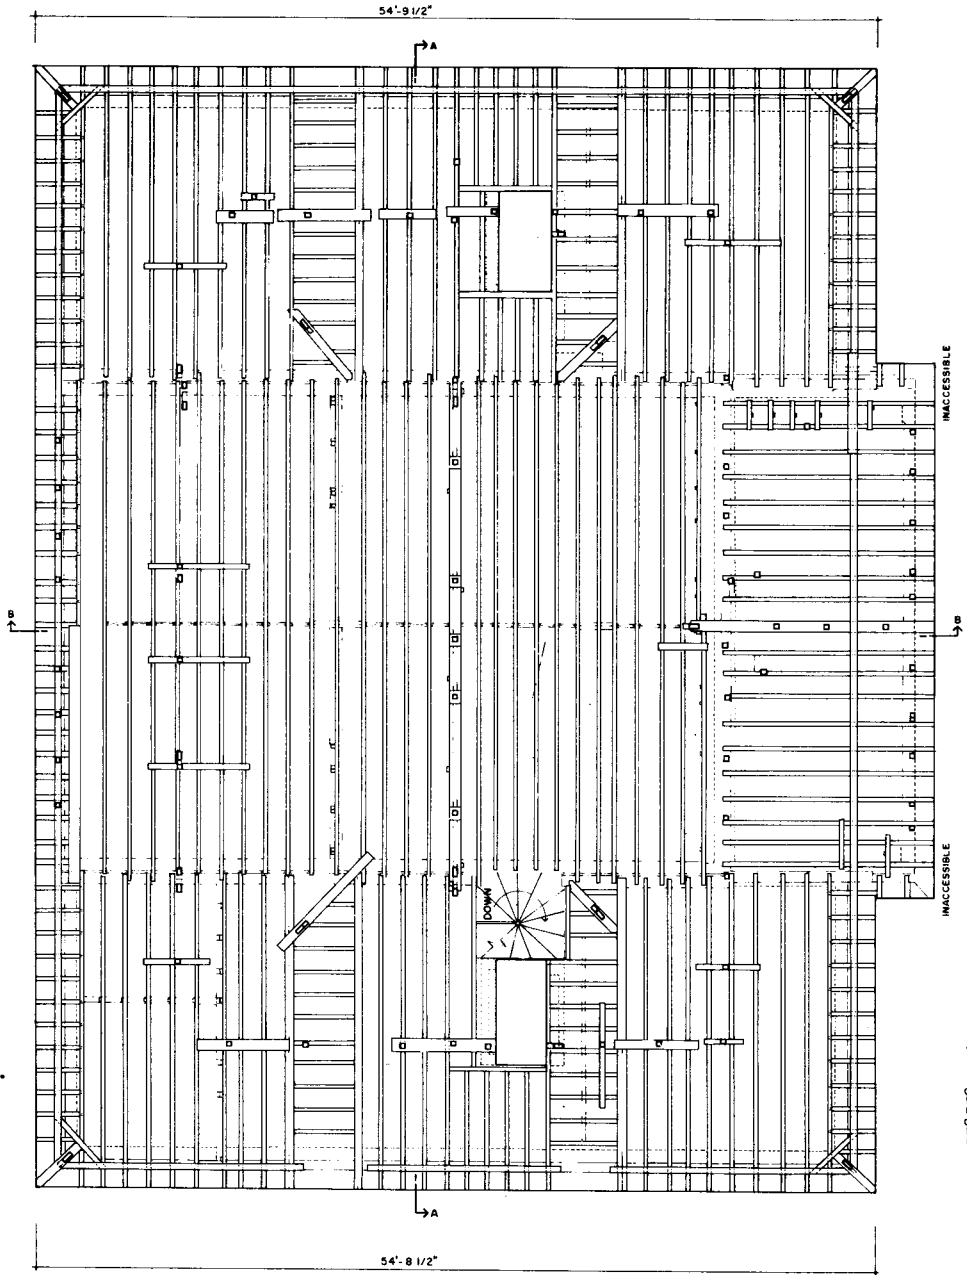 54'-9 1/2"
A
INACCESSIBLE
B
B
INACCESSIBLE
DOWN
A
54'-8 1/2"